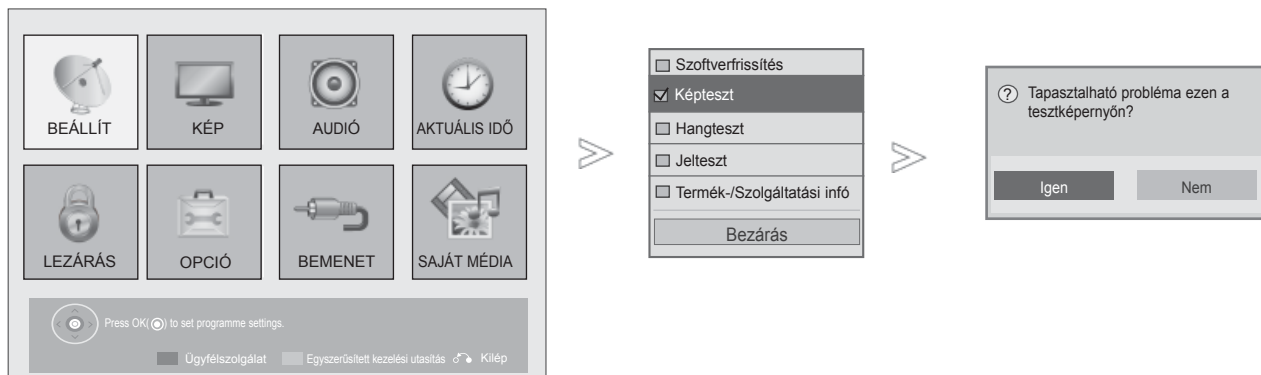 BEÁLLÍT
KÉP
AUDIÓ
AKTUÁLIS IDŐ
LEZÁRÁS
OPCIÓ
BEMENET
SAJÁT MÉDIA
Press OK(◉) to set programme settings.
Ügyfélszolgálat Egyszerűsített kezelési utasítás Kilép
Szoftverfrissítés
Képteszt
Hangteszt
Jelteszt
Termék-/Szolgáltatási infó
Bezárás
? Tapasztalható probléma ezen a
tesztképernyőn?
Igen
Nem